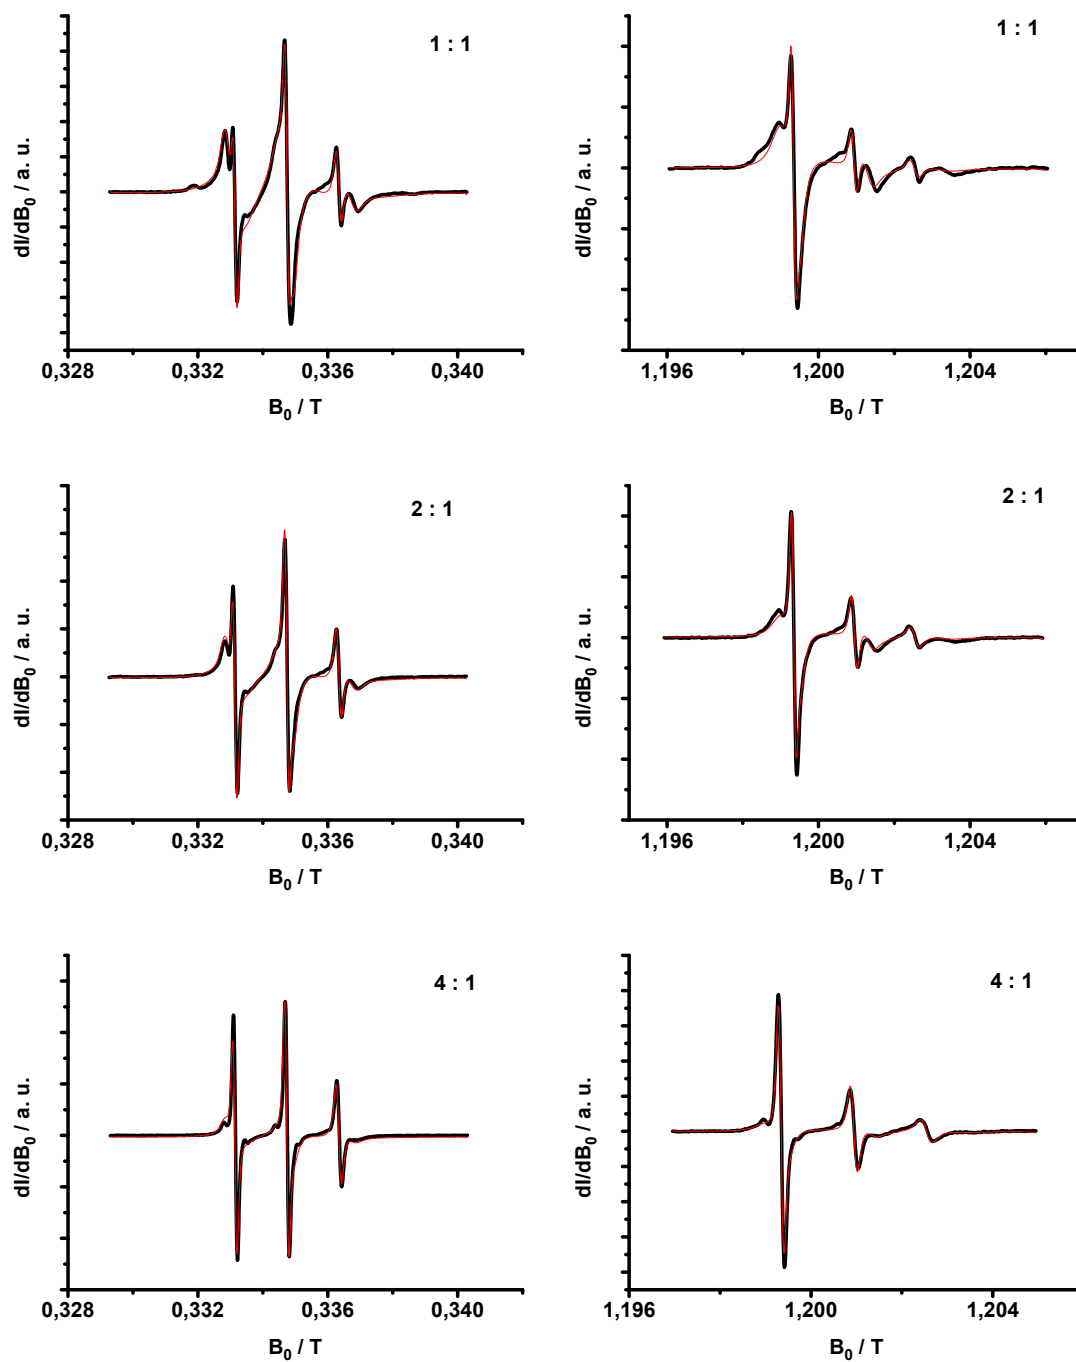 1 : 1
dI/dB0 / a. u.
0,328 0,332 0,336 0,340
B0 / T
1 : 1
dI/dB0 / a. u.
1,196 1,200 1,204
B0 / T
2 : 1
dI/dB0 / a. u.
0,328 0,332 0,336 0,340
B0 / T
2 : 1
dI/dB0 / a. u.
1,196 1,200 1,204
B0 / T
4 : 1
dI/dB0 / a. u.
0,328 0,332 0,336 0,340
B0 / T
4 : 1
dI/dB0 / a. u.
1,196 1,200 1,204
B0 / T